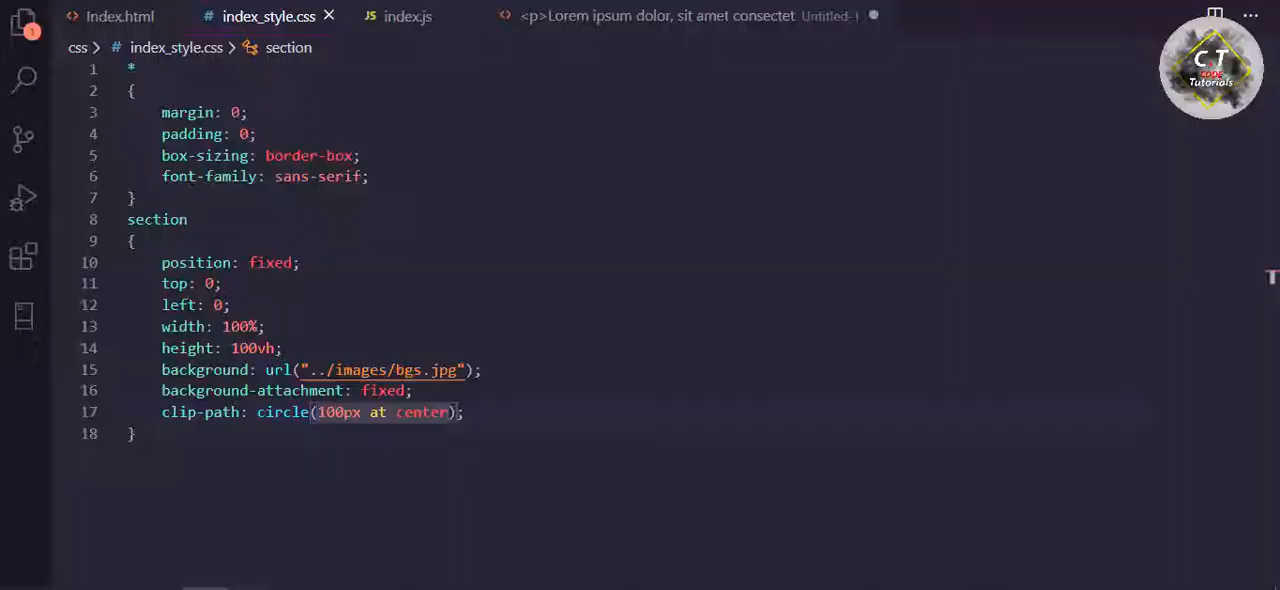 Index.html # index_style.css × JS index.js <p>Lorem ipsum dolor, sit amet consectet Untitled-1 ...
1
css > # index_style.css > section
C.T
CODE
Tutorials
1 *
2 {
3 margin: 0;
4 padding: 0;
5 box-sizing: border-box;
6 font-family: sans-serif;
7 }
8 section
9 {
10 position: fixed;
11 top: 0;
12 left: 0;
13 width: 100%;
14 height: 100vh;
15 background: url("../images/bgs.jpg");
16 background-attachment: fixed;
17 clip-path: circle(100px at center);
18 }
T